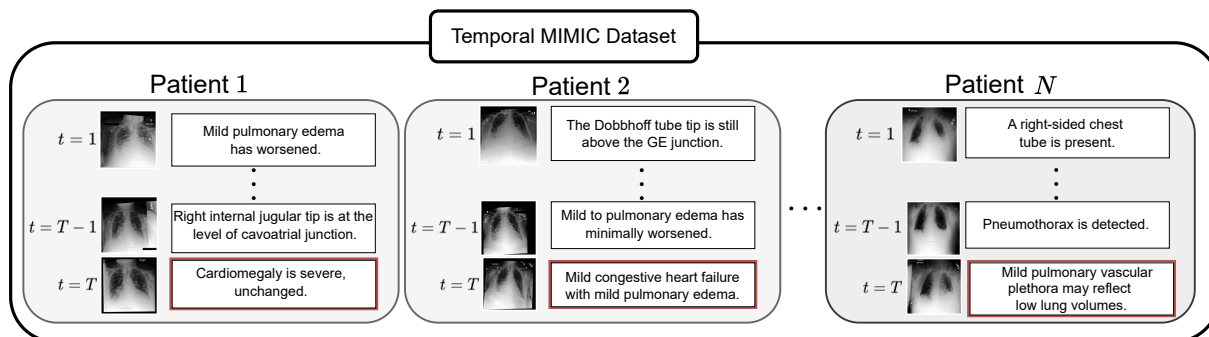 Temporal MIMIC Dataset
Patient 1
t = 1
Mild pulmonary edema
has worsened.
t = T − 1
Right internal jugular tip is at the
level of cavoatrial junction.
t = T
Cardiomegaly is severe,
unchanged.
Patient 2
t = 1
The Dobbhoff tube tip is still
above the GE junction.
t = T − 1
Mild to pulmonary edema has
minimally worsened.
t = T
Mild congestive heart failure
with mild pulmonary edema.
Patient N
t = 1
A right-sided chest
tube is present.
t = T − 1
Pneumothorax is detected.
t = T
Mild pulmonary vascular
plethora may reflect
low lung volumes.